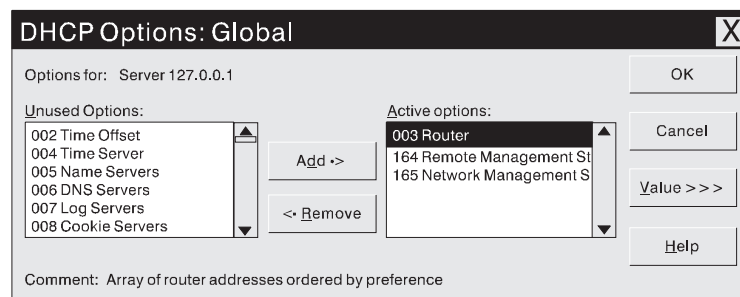 DHCP Options: Global X
Options for: Server 127.0.0.1
OK
Unused Options:
002 Time Offset
004 Time Server
005 Name Servers
006 DNS Servers
007 Log Servers
008 Cookie Servers
Add ->
<- Remove
Active options:
003 Router
164 Remote Management St
165 Network Management S
Cancel
Value >>>
Help
Comment: Array of router addresses ordered by preference